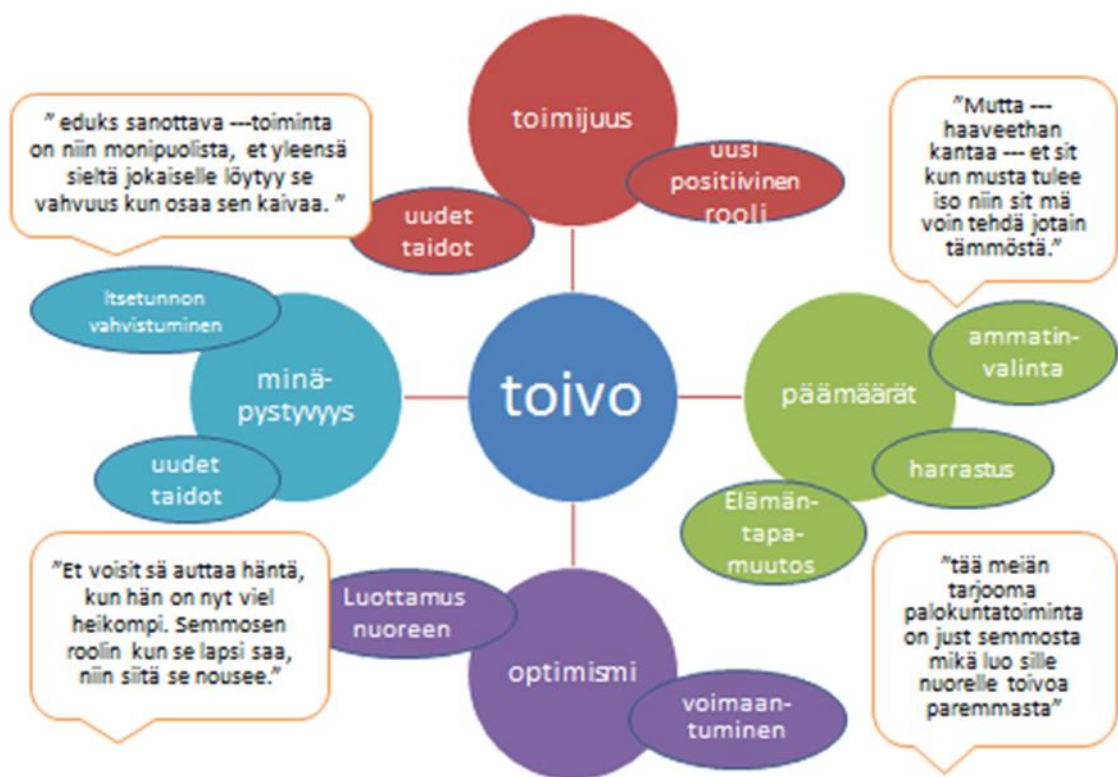 toimijuus
uusi
positiivinen
rooli
uudet
taidot
" eduks sanottava ---toiminta
on niin monipuolista, et yleensä
sieltä jokaiselle löytyy se
vahvuus kun osaa sen kaivaa. "
"Mutta ---
haaveethan
kantaa --- et sit
kun musta tulee
iso niin sit mä
voin tehdä jotain
tämmöstä."
Itsetunnon
vahvistuminen
minä-
pystyvyys
uudet
taidot
toivo
päämäärät
ammatin-
valinta
harrastus
Elämän-
tapa-
muutos
"Et voisit sä auttaa häntä,
kun hän on nyt viel
heikompi. Semmosen
roolin kun se lapsi saa,
niin siitä se nousee."
Luottamus
nuoreen
optimismi
voimaan-
tuminen
"tää meiän
tarjooma
palokuntatoiminta
on just semmosta
mikä luo sille
nuorelle toivoa
paremmasta"